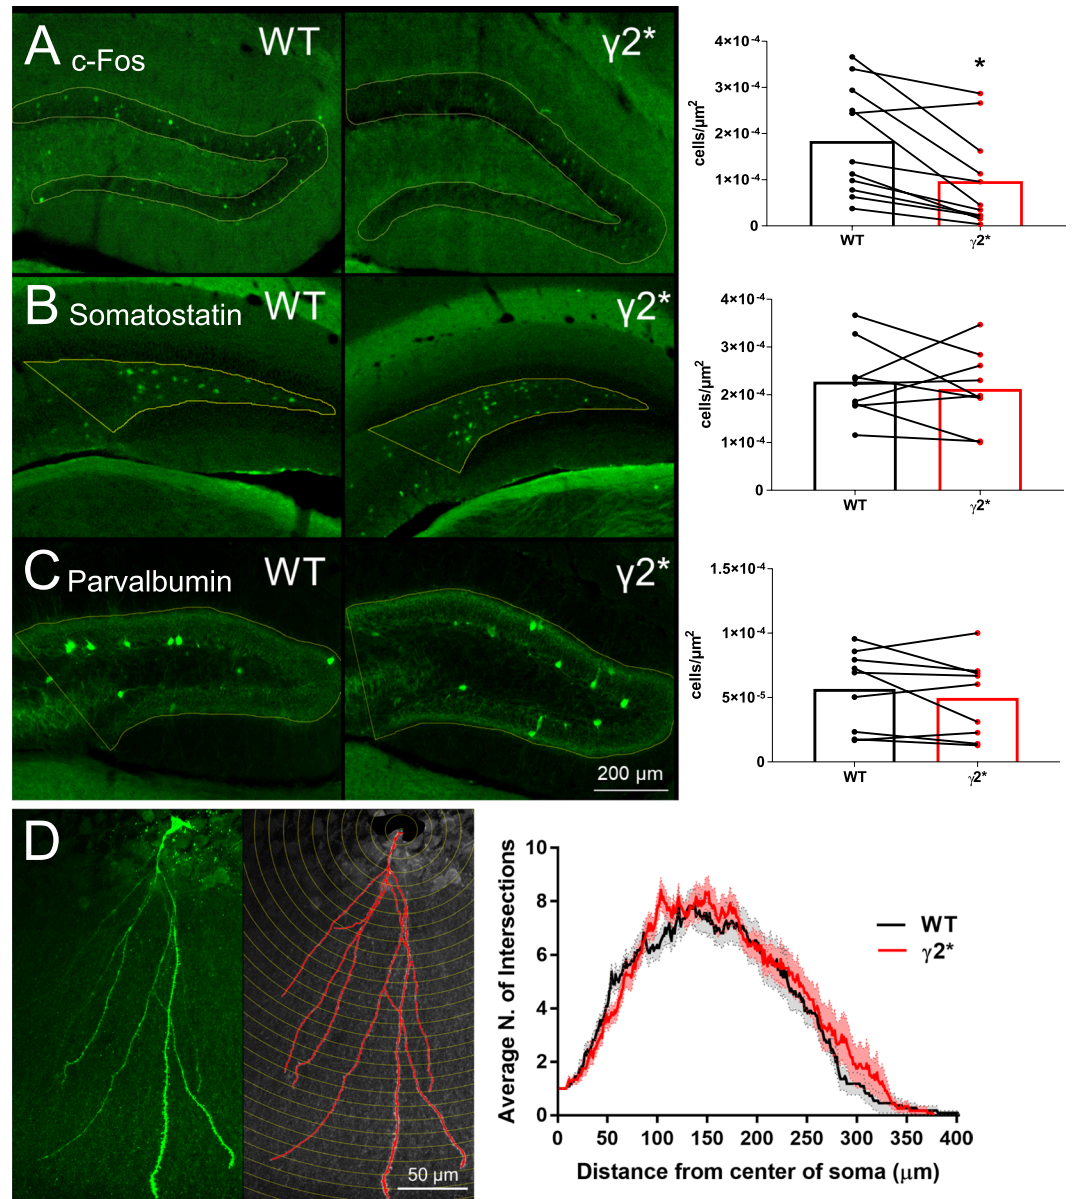 A c-Fos WT γ2*
4×10-4
3×10-4
2×10-4
1×10-4
0
cells/μm2
*
WT γ2*
B Somatostatin WT γ2*
4×10-4
3×10-4
2×10-4
1×10-4
0
cells/μm2
WT γ2*
C Parvalbumin WT γ2*
200 μm
1.5×10-4
1×10-4
5×10-5
0
cells/μm2
WT γ2*
D
50 μm
10
8
6
4
2
0
Average N. of Intersections
WT
γ2*
0 50 100 150 200 250 300 350 400
Distance from center of soma (μm)